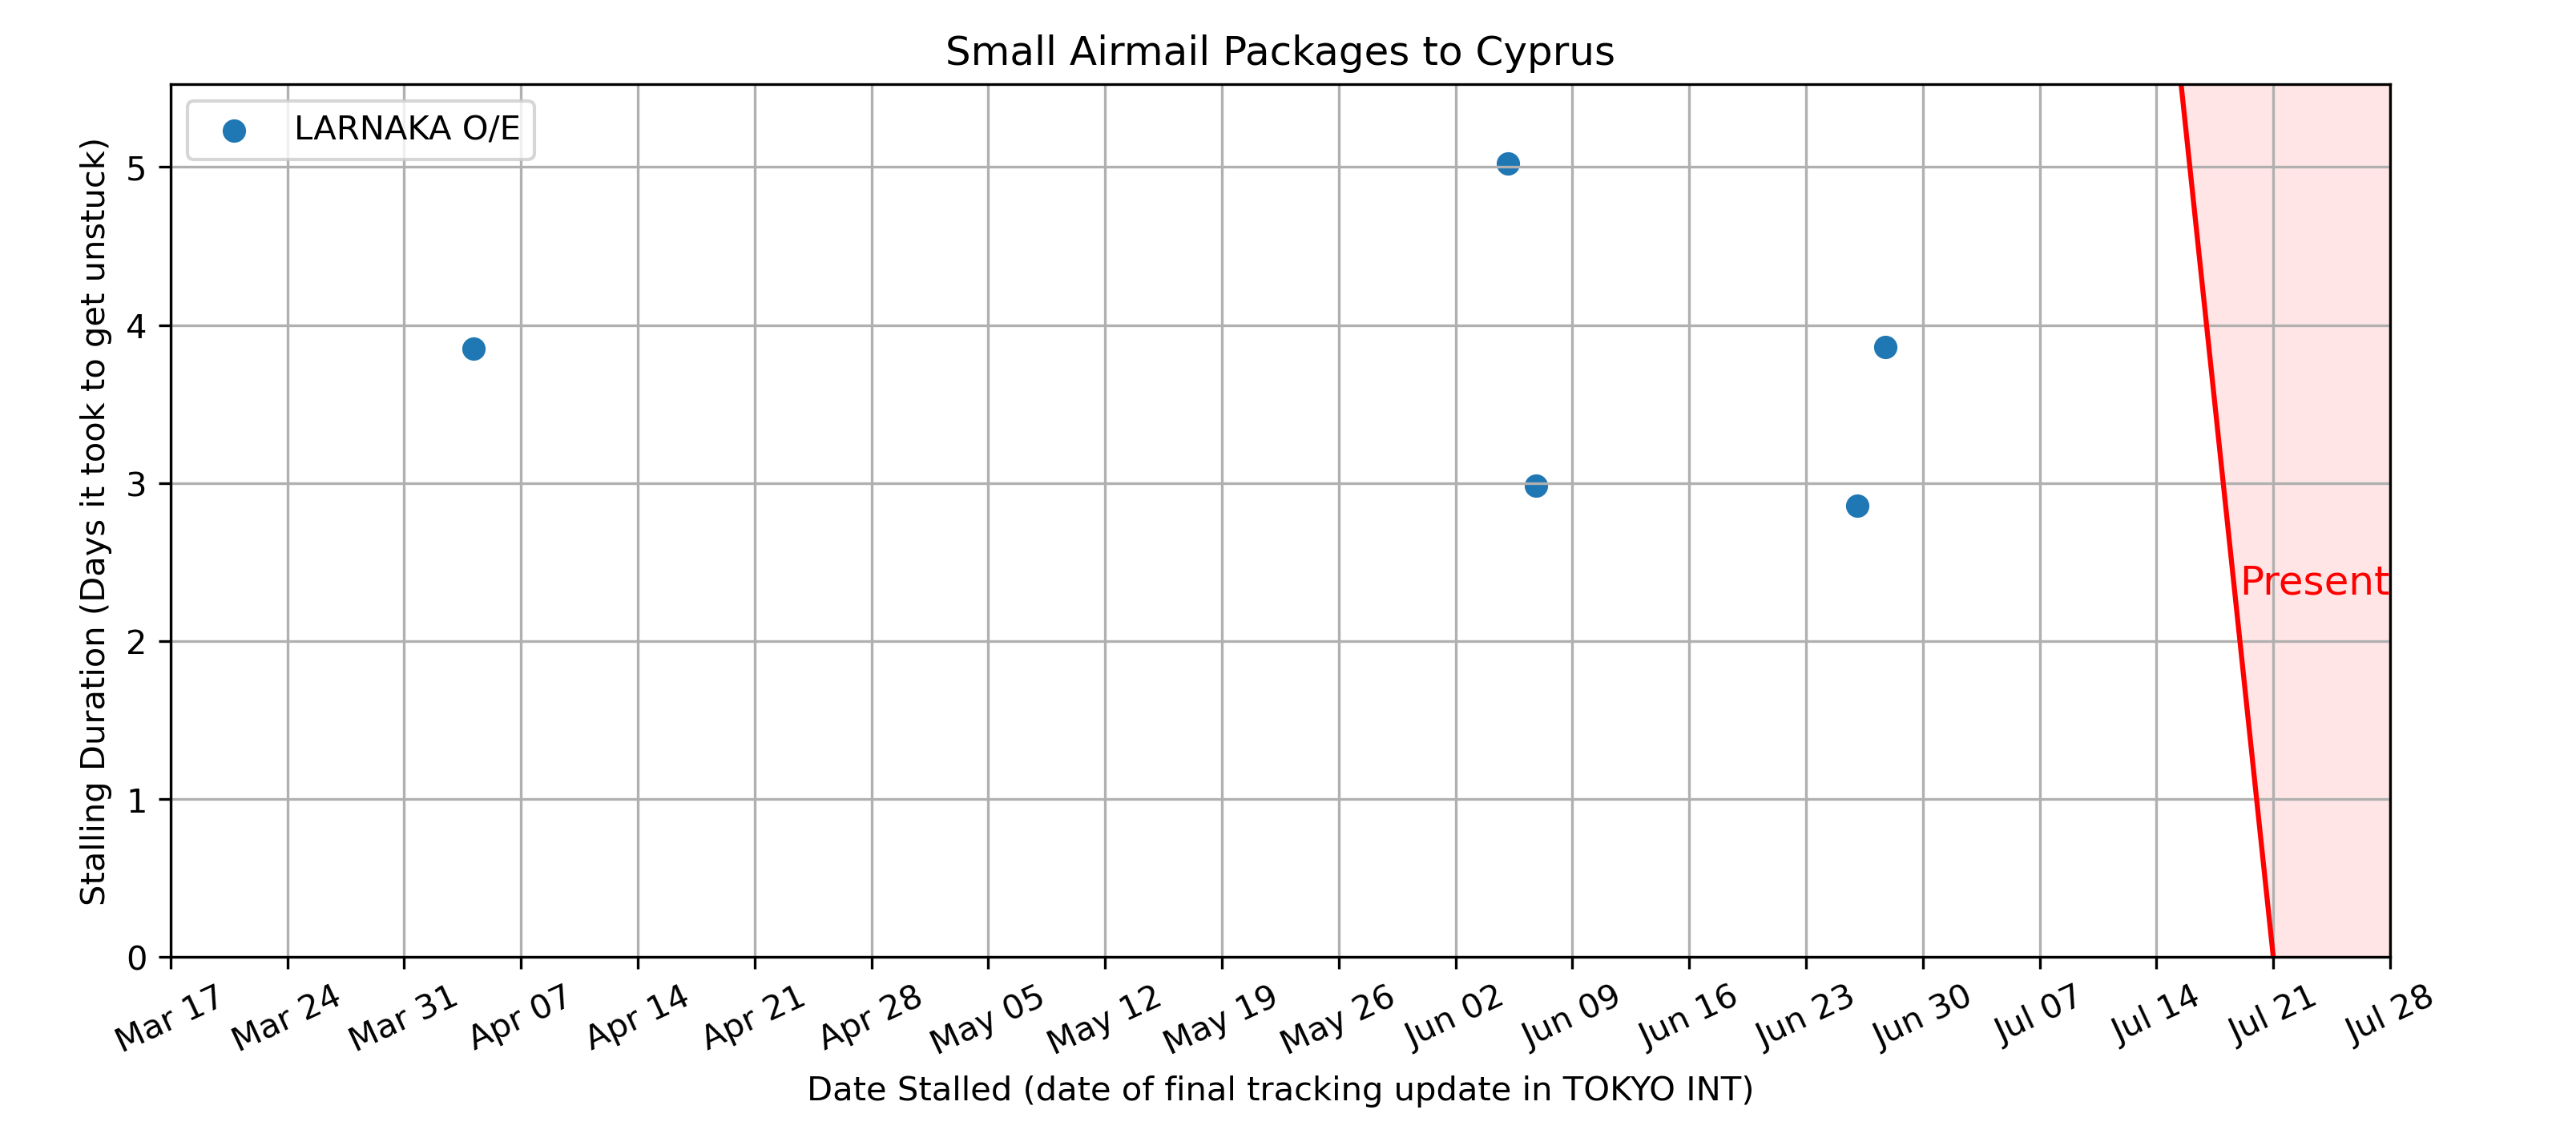 Small Airmail Packages to Cyprus
LARNAKA O/E
Stalling Duration (Days it took to get unstuck)
5
4
3
2
1
0
Present
Mar 17 Mar 24 Mar 31 Apr 07 Apr 14 Apr 21 Apr 28 May 05 May 12 May 19 May 26 Jun 02 Jun 09 Jun 16 Jun 23 Jun 30 Jul 07 Jul 14 Jul 21 Jul 28
Date Stalled (date of final tracking update in TOKYO INT)